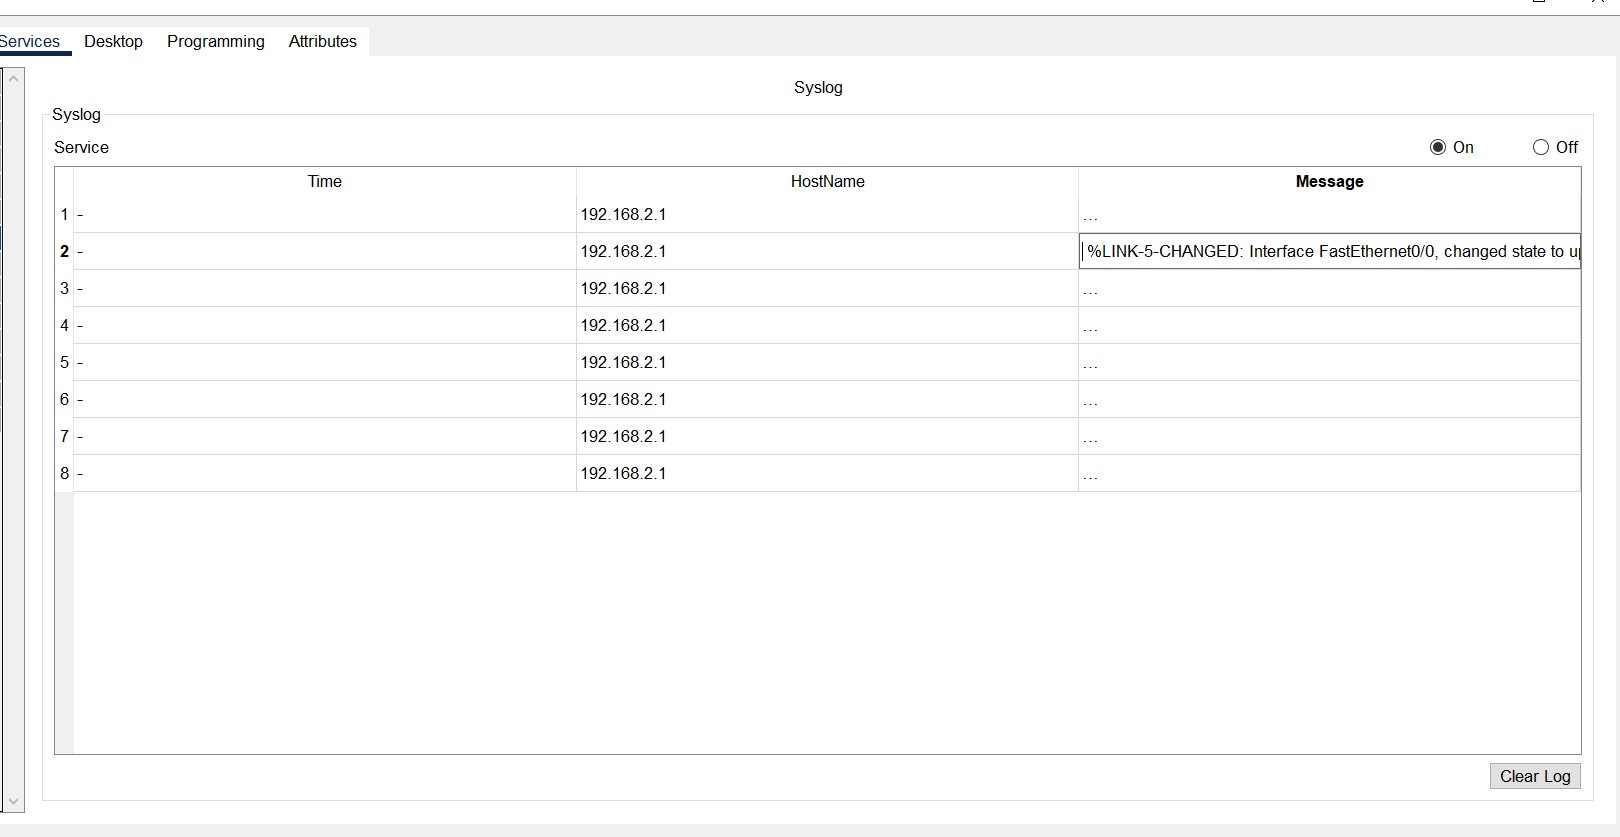 Services Desktop Programming Attributes
Syslog
Syslog
Service On Off
Time HostName Message
1 - 192.168.2.1 ...
2 - 192.168.2.1 %LINK-5-CHANGED: Interface FastEthernet0/0, changed state to up
3 - 192.168.2.1 ...
4 - 192.168.2.1 ...
5 - 192.168.2.1 ...
6 - 192.168.2.1 ...
7 - 192.168.2.1 ...
8 - 192.168.2.1 ...
Clear Log